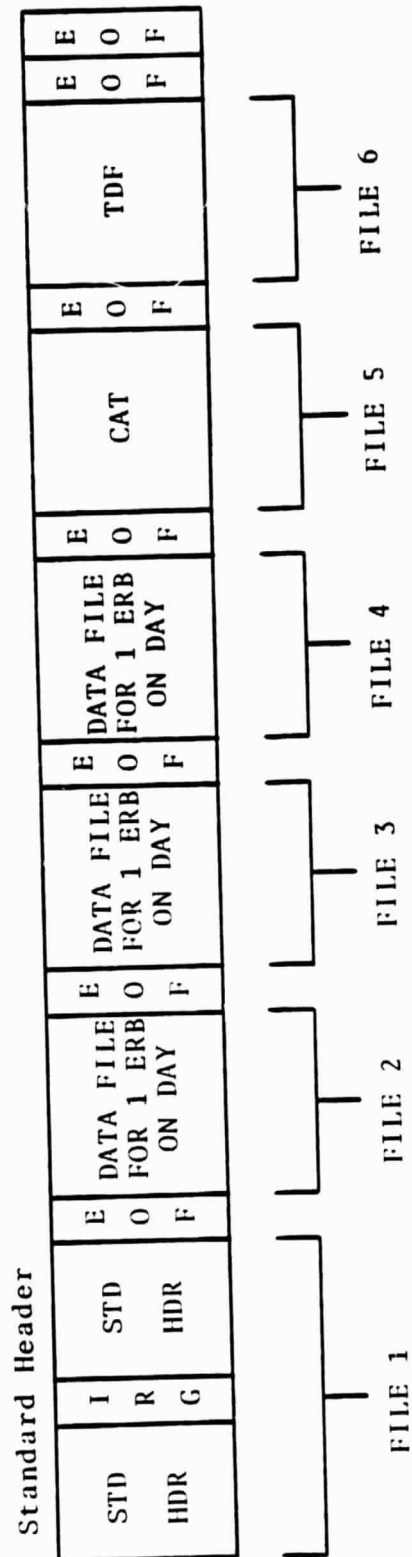 Standard Header
STD
HDR
I
R
G
STD
HDR
E
O
F
DATA FILE
FOR 1 ERB
ON DAY
E
O
F
DATA FILE
FOR 1 ERB
ON DAY
E
O
F
DATA FILE
FOR 1 ERB
ON DAY
E
O
F
CAT
E
O
F
TDF
E
O
F
E
O
F
FILE 1
FILE 2
FILE 3
FILE 4
FILE 5
FILE 6